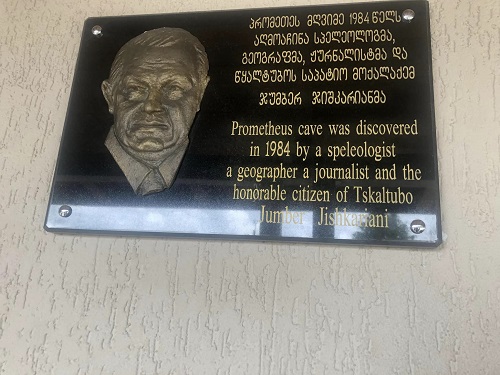 პრომეთეს მღვიმე 1984 წელს
აღმოაჩინა სპელეოლოგმა,
გეოგრაფმა, ჟურნალისტმა და
წყალტუბოს საპატიო მოქალაქემ
ჯუმბერ ჯიშკარიანმა
Prometheus cave was discovered
in 1984 by a speleologist
a geographer a journalist and the
honorable citizen of Tskaltubo
Jumber Jishkariani